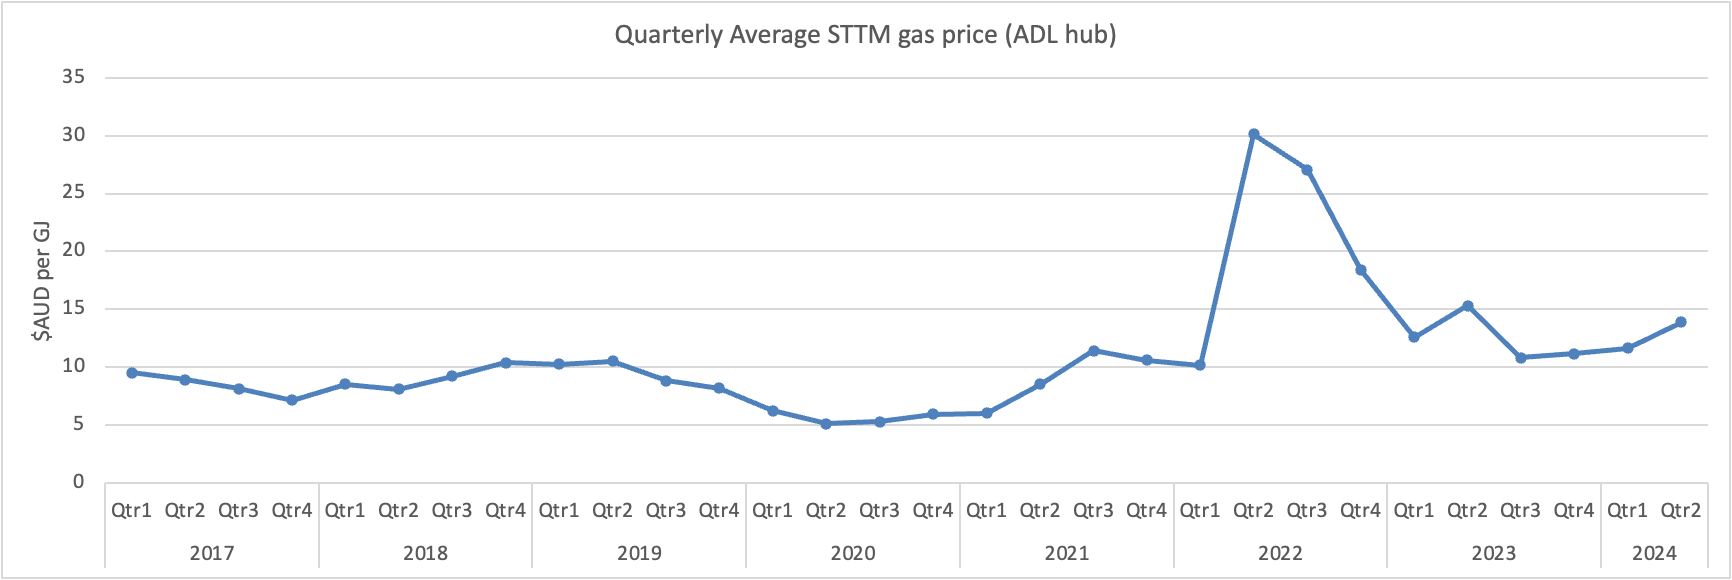 Quarterly Average STTM gas price (ADL hub)
$AUD per GJ
35
30
25
20
15
10
5
0
Qtr1 Qtr2 Qtr3 Qtr4 Qtr1 Qtr2 Qtr3 Qtr4 Qtr1 Qtr2 Qtr3 Qtr4 Qtr1 Qtr2 Qtr3 Qtr4 Qtr1 Qtr2 Qtr3 Qtr4 Qtr1 Qtr2 Qtr3 Qtr4 Qtr1 Qtr2 Qtr3 Qtr4 Qtr1 Qtr2
2017 2018 2019 2020 2021 2022 2023 2024